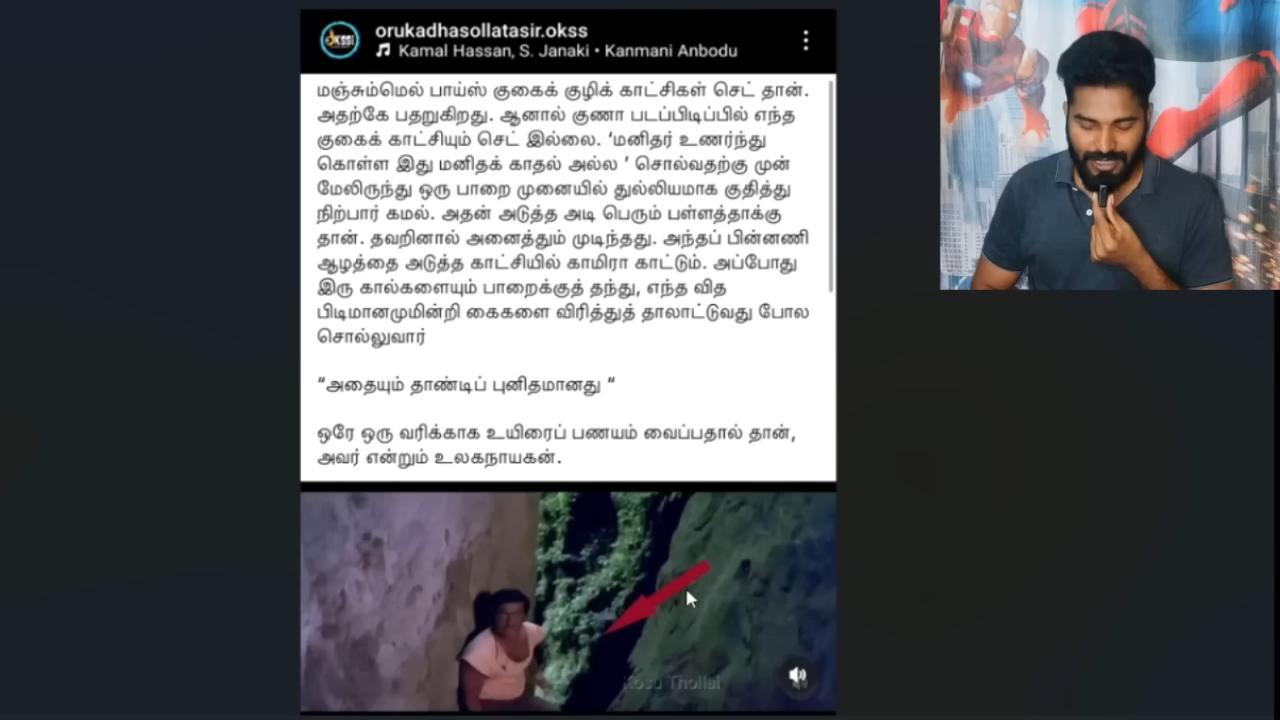 orukadhasollatasir.okss
Kamal Hassan, S. Janaki • Kanmani Anbodu
மஞ்சும்மெல் பாய்ஸ் குகைக் குழிக் காட்சிகள் செட் தான்.
அதற்கே பதறுகிறது. ஆனால் குணா படப்பிடிப்பில் எந்த
குகைக் காட்சியும் செட் இல்லை. ‘மனிதர் உணர்ந்து
கொள்ள இது மனிதக் காதல் அல்ல ’ சொல்வதற்கு முன்
மேலிருந்து ஒரு பாறை முனையில் துல்லியமாக குதித்து
நிற்பார் கமல். அதன் அடுத்த அடி பெரும் பள்ளத்தாக்கு
தான். தவறினால் அனைத்தும் முடிந்தது. அந்தப் பின்னணி
ஆழத்தை அடுத்த காட்சியில் காமிரா காட்டும். அப்போது
இரு கால்களையும் பாறைக்குத் தந்து, எந்த வித
பிடிமானமுமின்றி கைகளை விரித்துத் தாலாட்டுவது போல
சொல்லுவார்
“அதையும் தாண்டிப் புனிதமானது “
ஒரே ஒரு வரிக்காக உயிரைப் பணயம் வைப்பதால் தான்,
அவர் என்றும் உலகநாயகன்.
Kosu Thollai